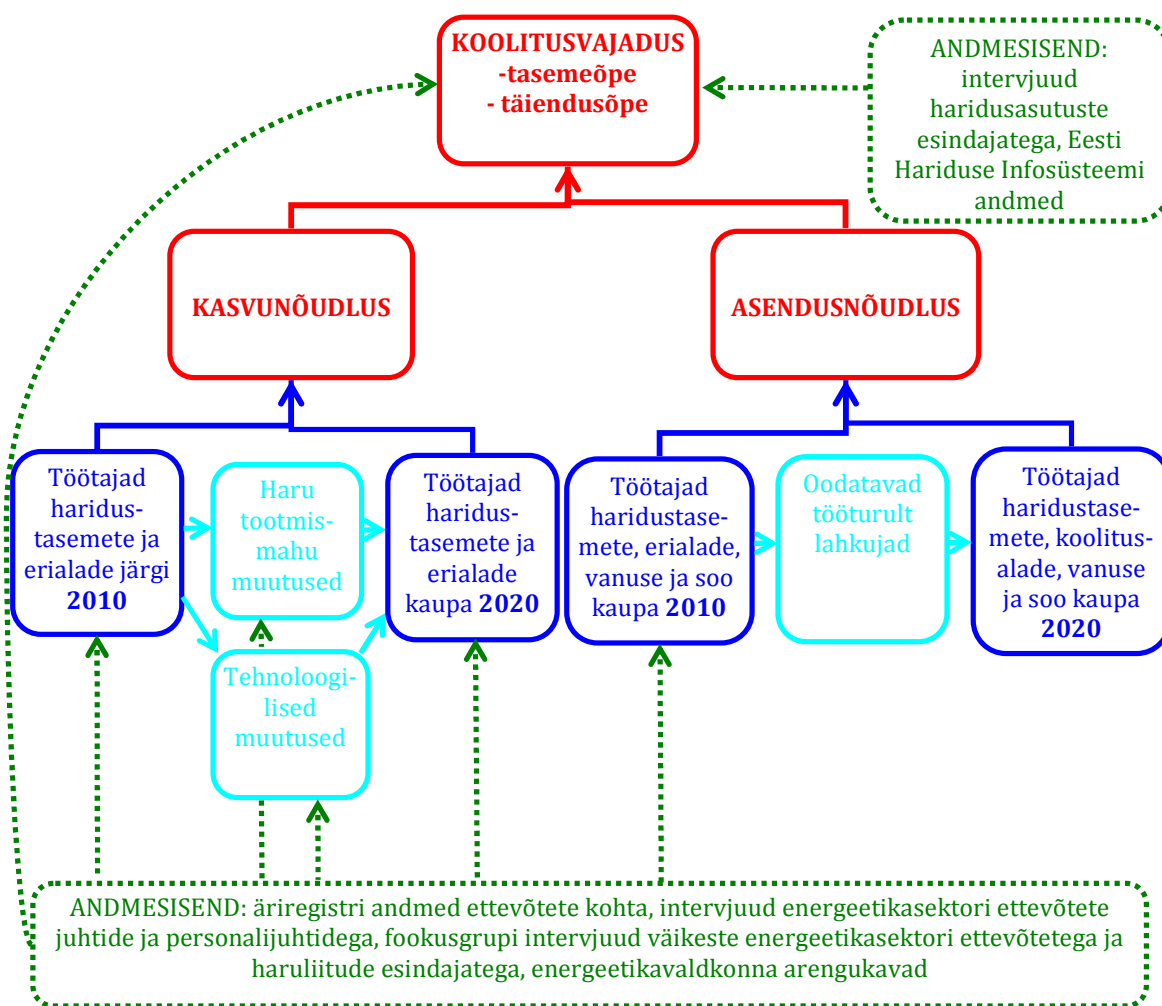 KOOLITUSVAJADUS
-tasemeõpe
- täiendusõpe
ANDMESISEND:
intervjuud
haridusasutuste
esindajatega, Eesti
Hariduse Infosüsteemi
andmed
KASVUNÕUDLUS
ASENDUSNÕUDLUS
Töötajad
haridus-
tasemete ja
erialade järgi
2010
Haru
tootmis-
mahu
muutused
Töötajad
haridus-
tasemete ja
erialade
kaupa 2020
Töötajad
haridustase-
mete, erialade,
vanuse ja soo
kaupa 2010
Oodatavad
tööturult
lahkujad
Töötajad
haridustase-
mete, koolitus-
alade, vanuse
ja soo kaupa
2020
Tehnoloogi-
lised
muutused
ANDMESISEND: äriregistri andmed ettevõtete kohta, intervjuud energeetikasektori ettevõtete
juhtide ja personalijuhtidega, fookusgrupi intervjuud väikeste energeetikasektori ettevõtetega ja
haruliitude esindajatega, energeetikavaldkonna arengukavad